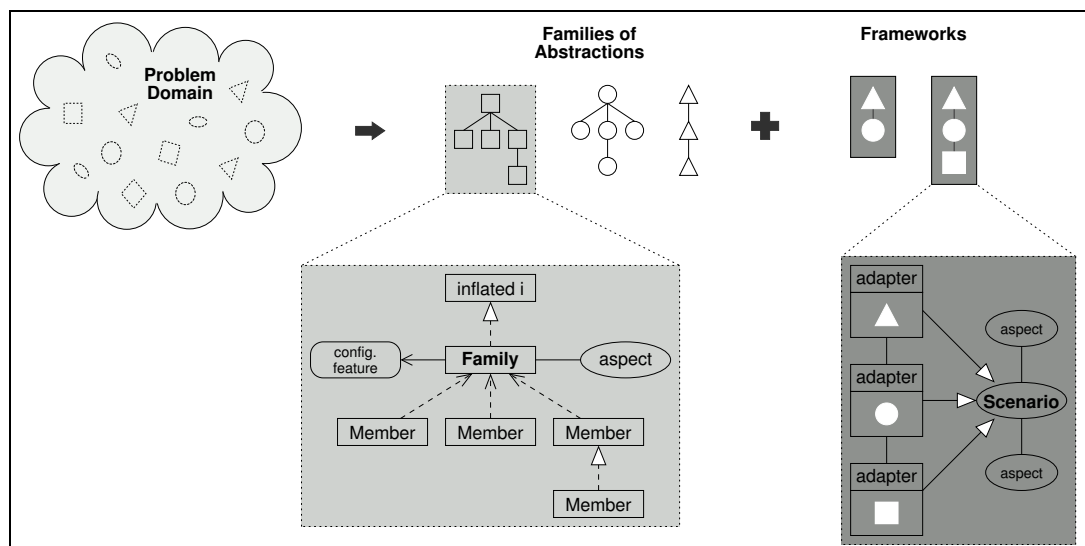 Problem
Domain
Families of
Abstractions
Frameworks
inflated i
config.
feature
Family
aspect
Member
Member
Member
Member
adapter
adapter
adapter
aspect
Scenario
aspect